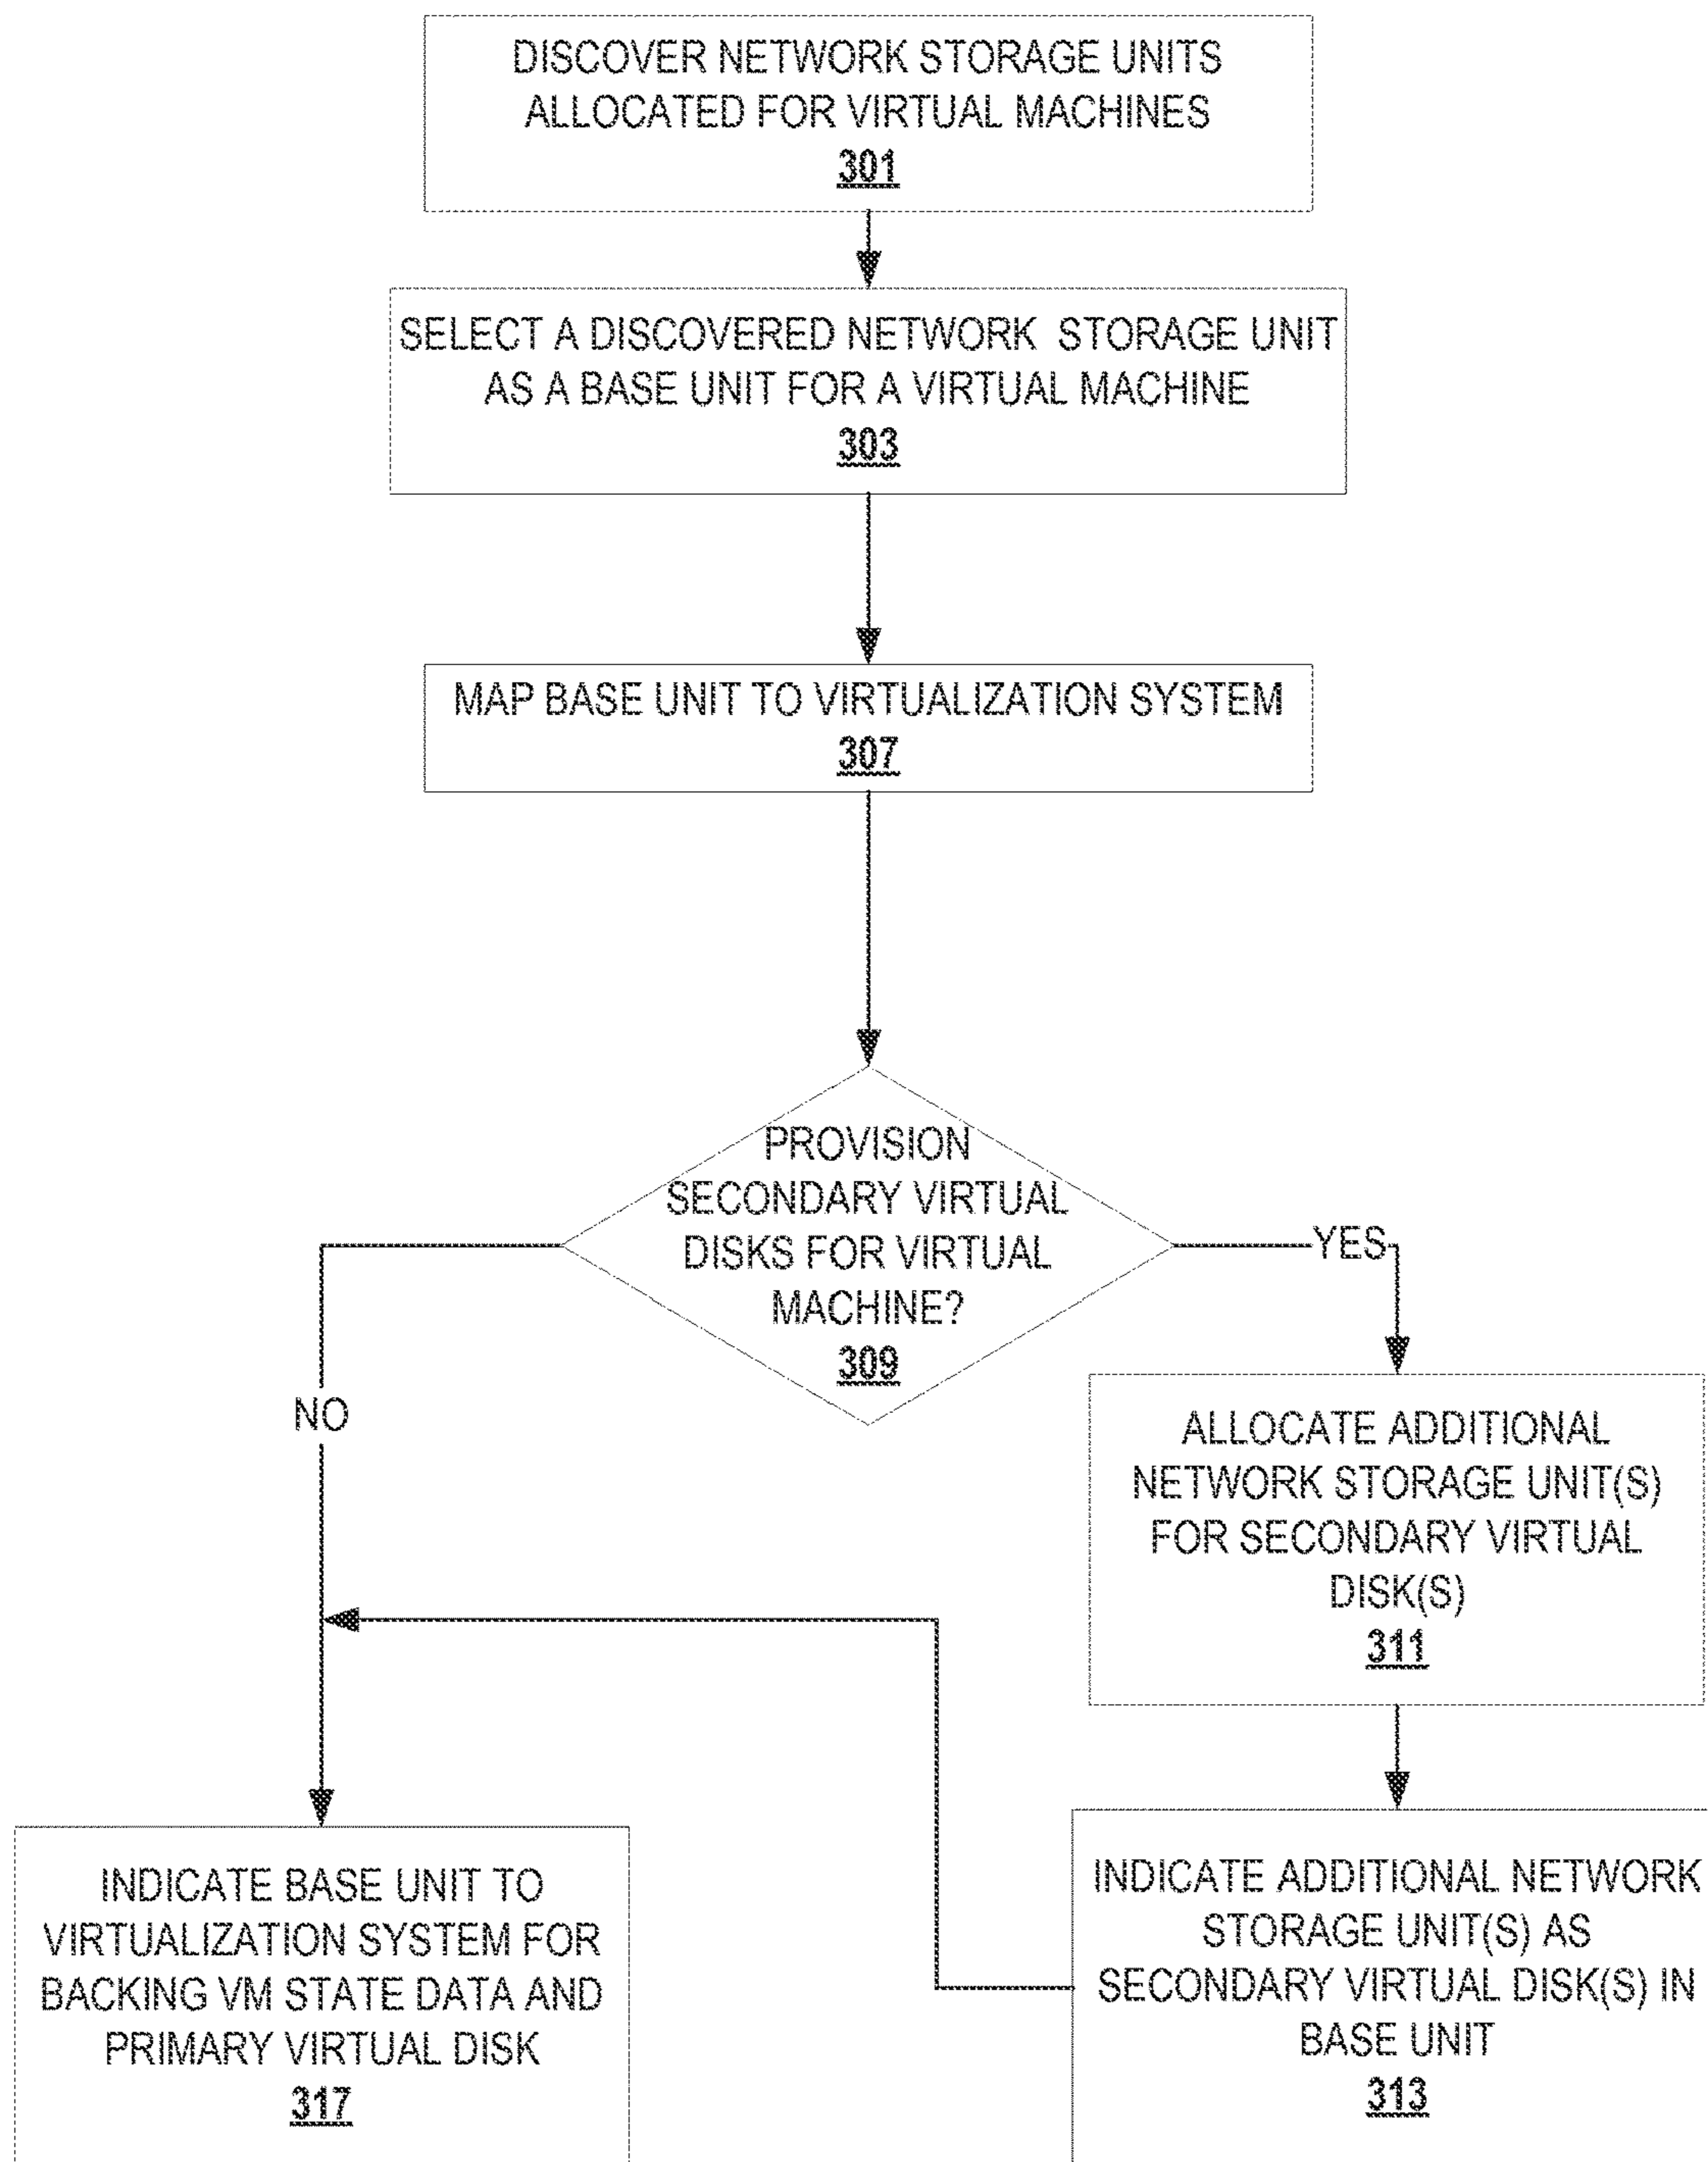 DISCOVER NETWORK STORAGE UNITS
ALLOCATED FOR VIRTUAL MACHINES
301
SELECT A DISCOVERED NETWORK STORAGE UNIT
AS A BASE UNIT FOR A VIRTUAL MACHINE
303
MAP BASE UNIT TO VIRTUALIZATION SYSTEM
307
PROVISION
SECONDARY VIRTUAL
DISKS FOR VIRTUAL
MACHINE?
309
YES
NO
ALLOCATE ADDITIONAL
NETWORK STORAGE UNIT(S)
FOR SECONDARY VIRTUAL
DISK(S)
311
INDICATE ADDITIONAL NETWORK
STORAGE UNIT(S) AS
SECONDARY VIRTUAL DISK(S) IN
BASE UNIT
313
INDICATE BASE UNIT TO
VIRTUALIZATION SYSTEM FOR
BACKING VM STATE DATA AND
PRIMARY VIRTUAL DISK
317